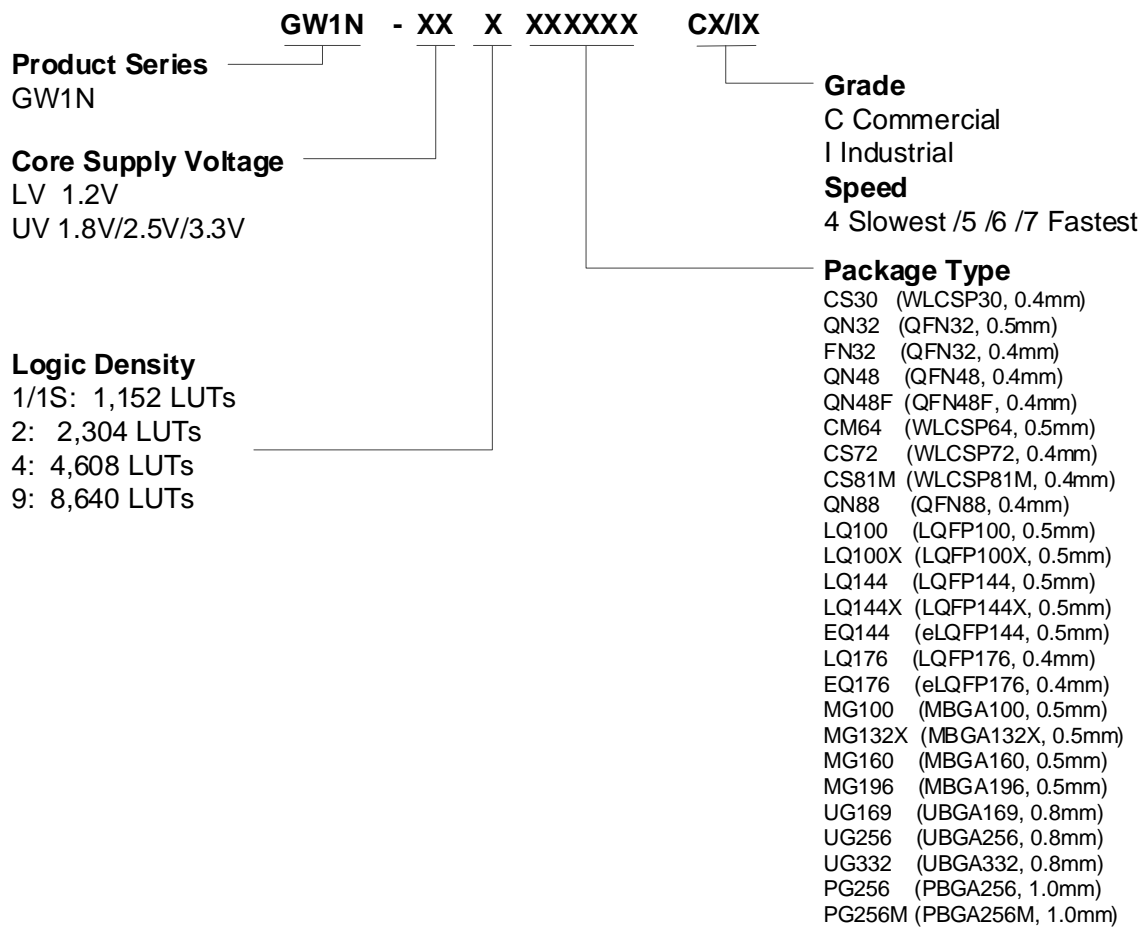 GW1N - XX X XXXXXX CX/IX
Product Series
GW1N
Core Supply Voltage
LV 1.2V
UV 1.8V/2.5V/3.3V
Logic Density
1/1S: 1,152 LUTs
2: 2,304 LUTs
4: 4,608 LUTs
9: 8,640 LUTs
Grade
C Commercial
I Industrial
Speed
4 Slowest /5 /6 /7 Fastest
Package Type
CS30 (WLCSP30, 0.4mm)
QN32 (QFN32, 0.5mm)
FN32 (QFN32, 0.4mm)
QN48 (QFN48, 0.4mm)
QN48F (QFN48F, 0.4mm)
CM64 (WLCSP64, 0.5mm)
CS72 (WLCSP72, 0.4mm)
CS81M (WLCSP81M, 0.4mm)
QN88 (QFN88, 0.4mm)
LQ100 (LQFP100, 0.5mm)
LQ100X (LQFP100X, 0.5mm)
LQ144 (LQFP144, 0.5mm)
LQ144X (LQFP144X, 0.5mm)
EQ144 (eLQFP144, 0.5mm)
LQ176 (LQFP176, 0.4mm)
EQ176 (eLQFP176, 0.4mm)
MG100 (MBGA100, 0.5mm)
MG132X (MBGA132X, 0.5mm)
MG160 (MBGA160, 0.5mm)
MG196 (MBGA196, 0.5mm)
UG169 (UBGA169, 0.8mm)
UG256 (UBGA256, 0.8mm)
UG332 (UBGA332, 0.8mm)
PG256 (PBGA256, 1.0mm)
PG256M (PBGA256M, 1.0mm)